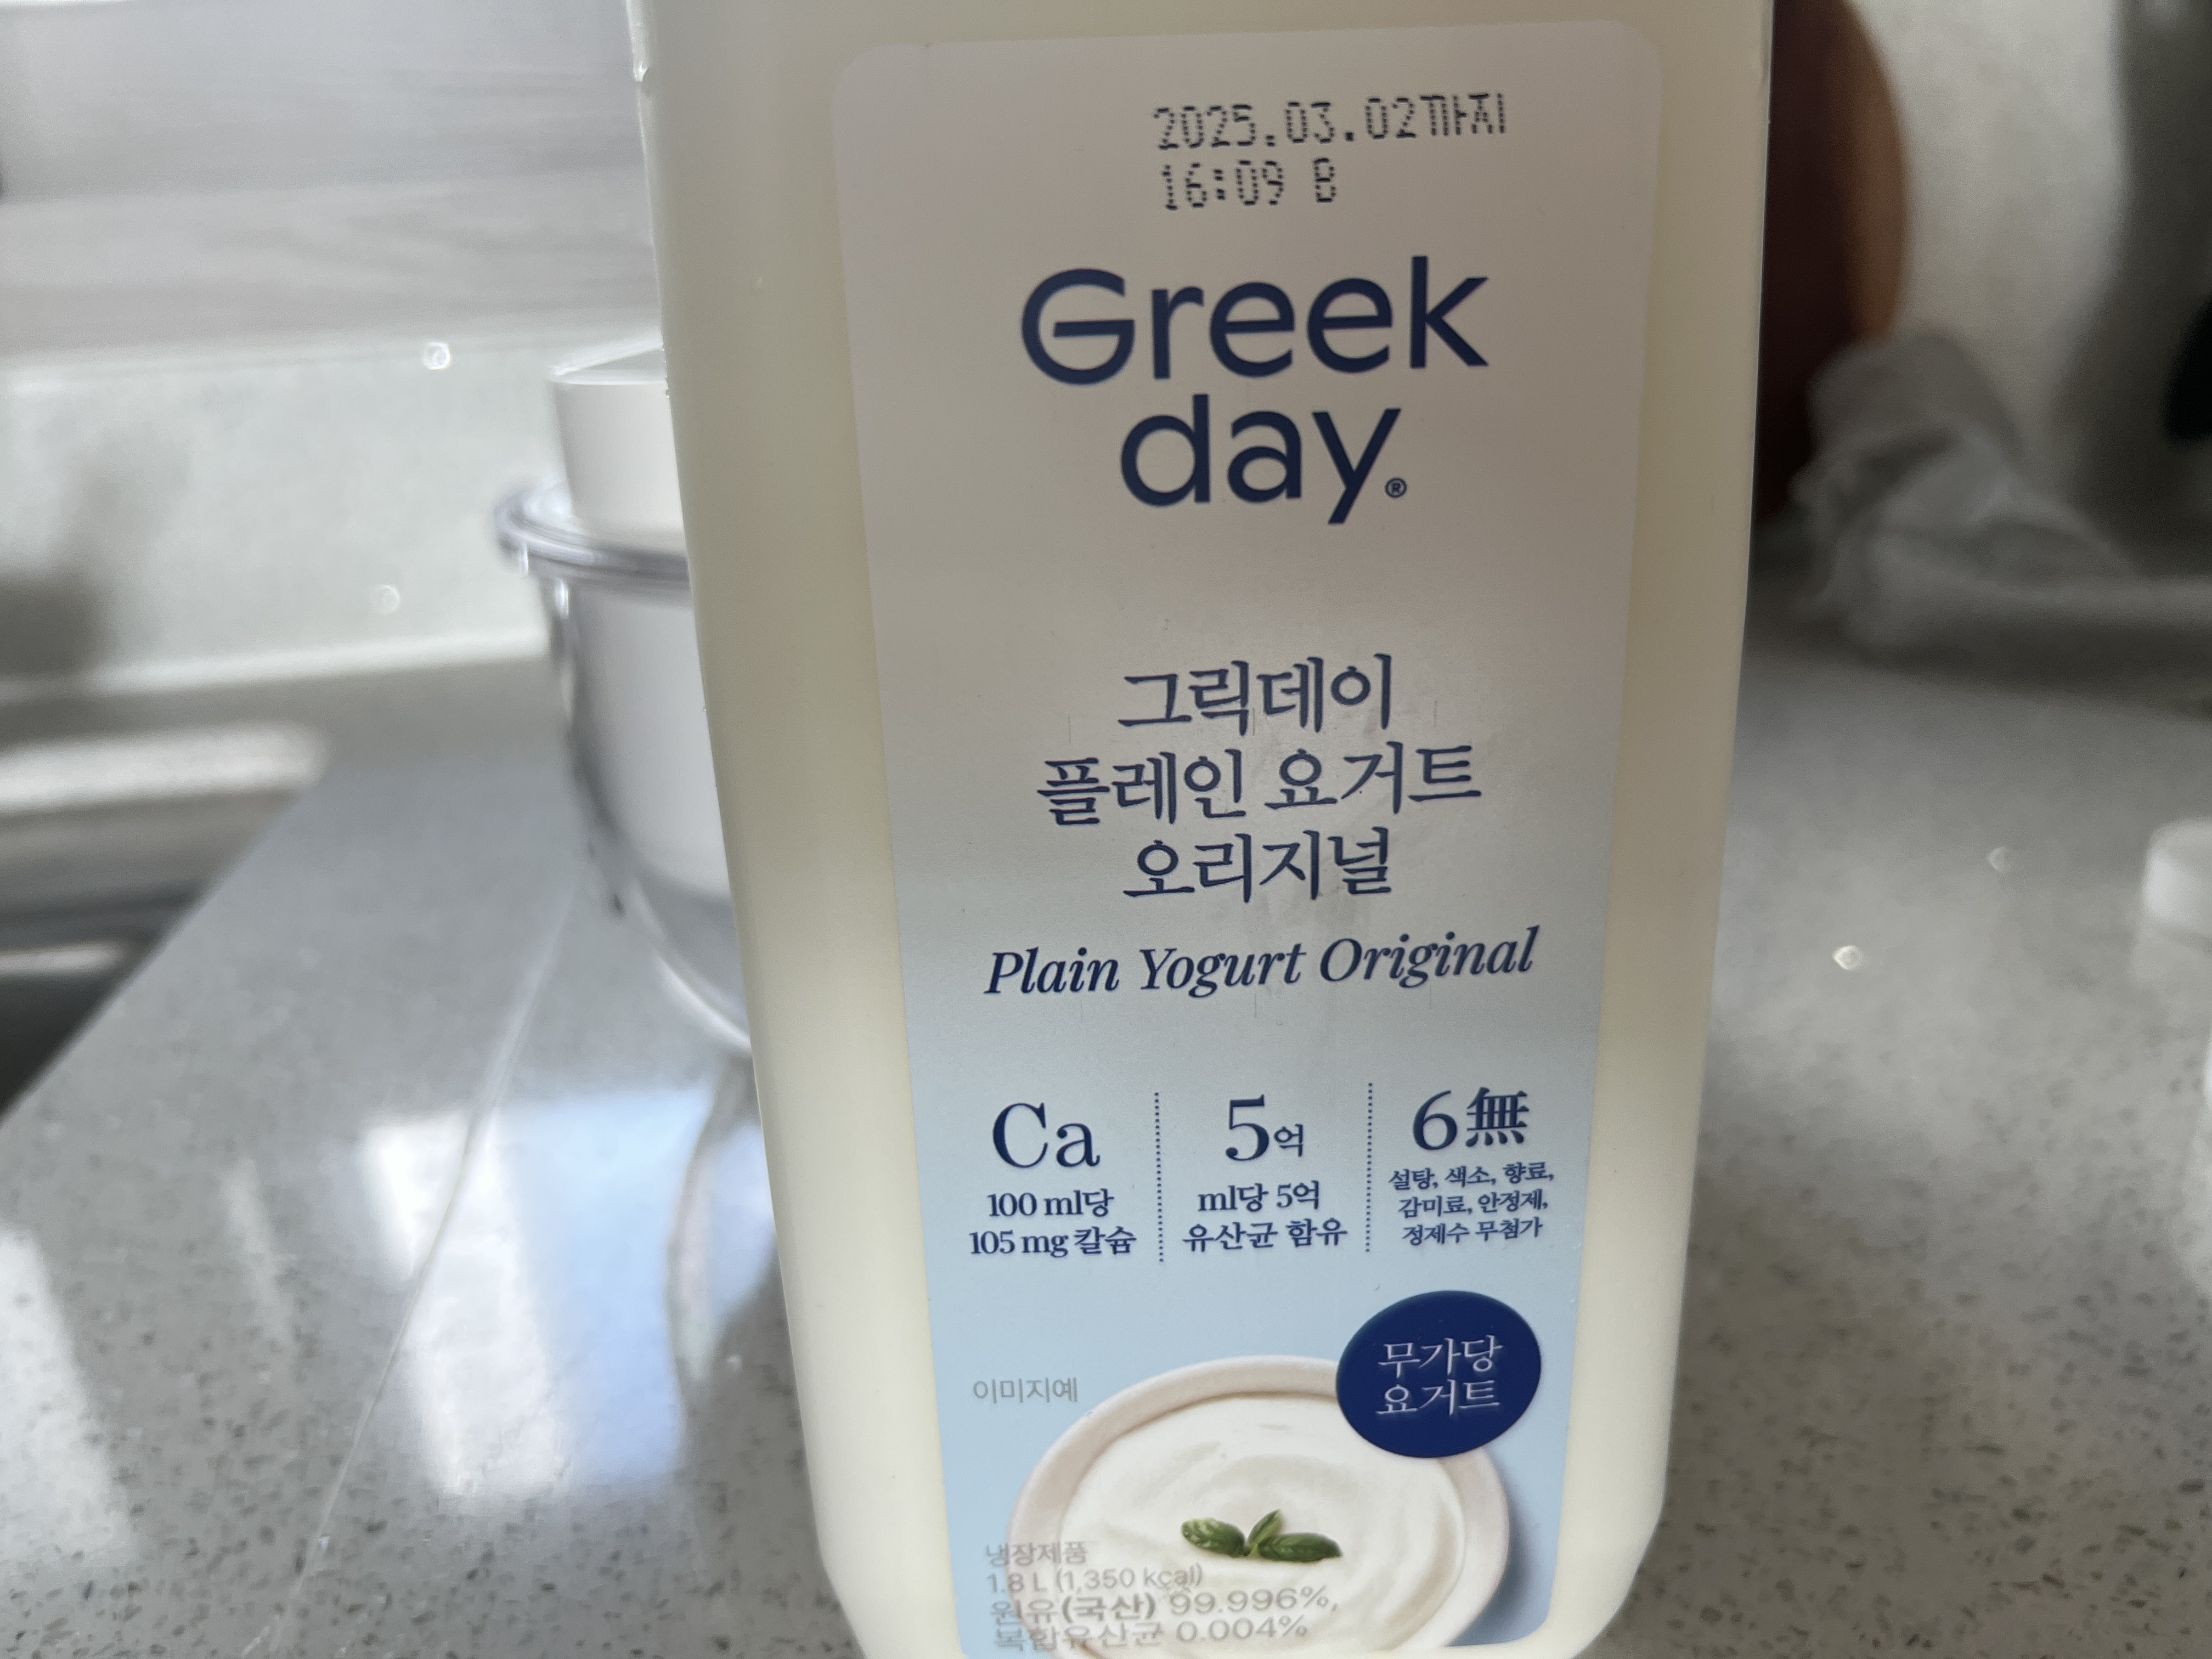 2025.03.02까지
16:09 B
Greek
day®
그릭데이
플레인 요거트
오리지널
Plain Yogurt Original
Ca
100 ml당
105 mg 칼슘
5억
ml당 5억
유산균 함유
6無
설탕, 색소, 향료,
감미료, 안정제,
정제수 무첨가
무가당
요거트
이미지예
냉장제품
1.8 L (1,350 kcal)
원유(국산) 99.996%,
복합유산균 0.004%